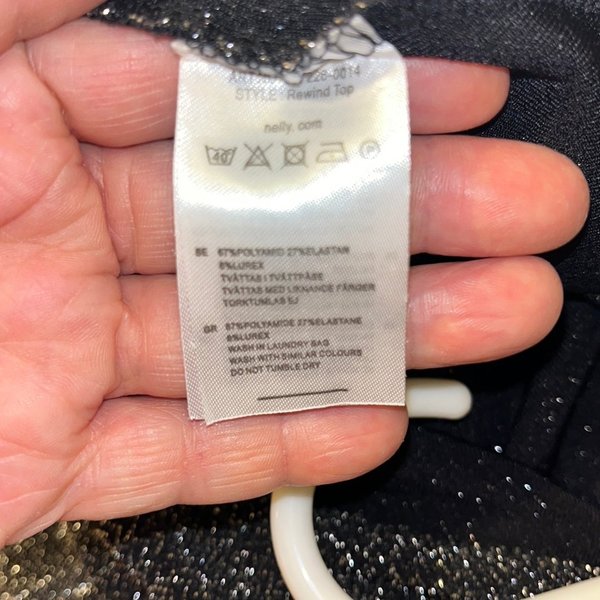 228-0014
STYLE: Rewind Top
nelly.com
40
P
SE 67%POLYAMID 27%ELASTAN
6%LUREX
TVÄTTAS I TVÄTTPÅSE
TVÄTTAS MED LIKNANDE FÄRGER
TORKTUMLAS EJ
GB 67%POLYAMIDE 27%ELASTANE
6%LUREX
WASH IN LAUNDRY BAG
WASH WITH SIMILAR COLOURS
DO NOT TUMBLE DRY